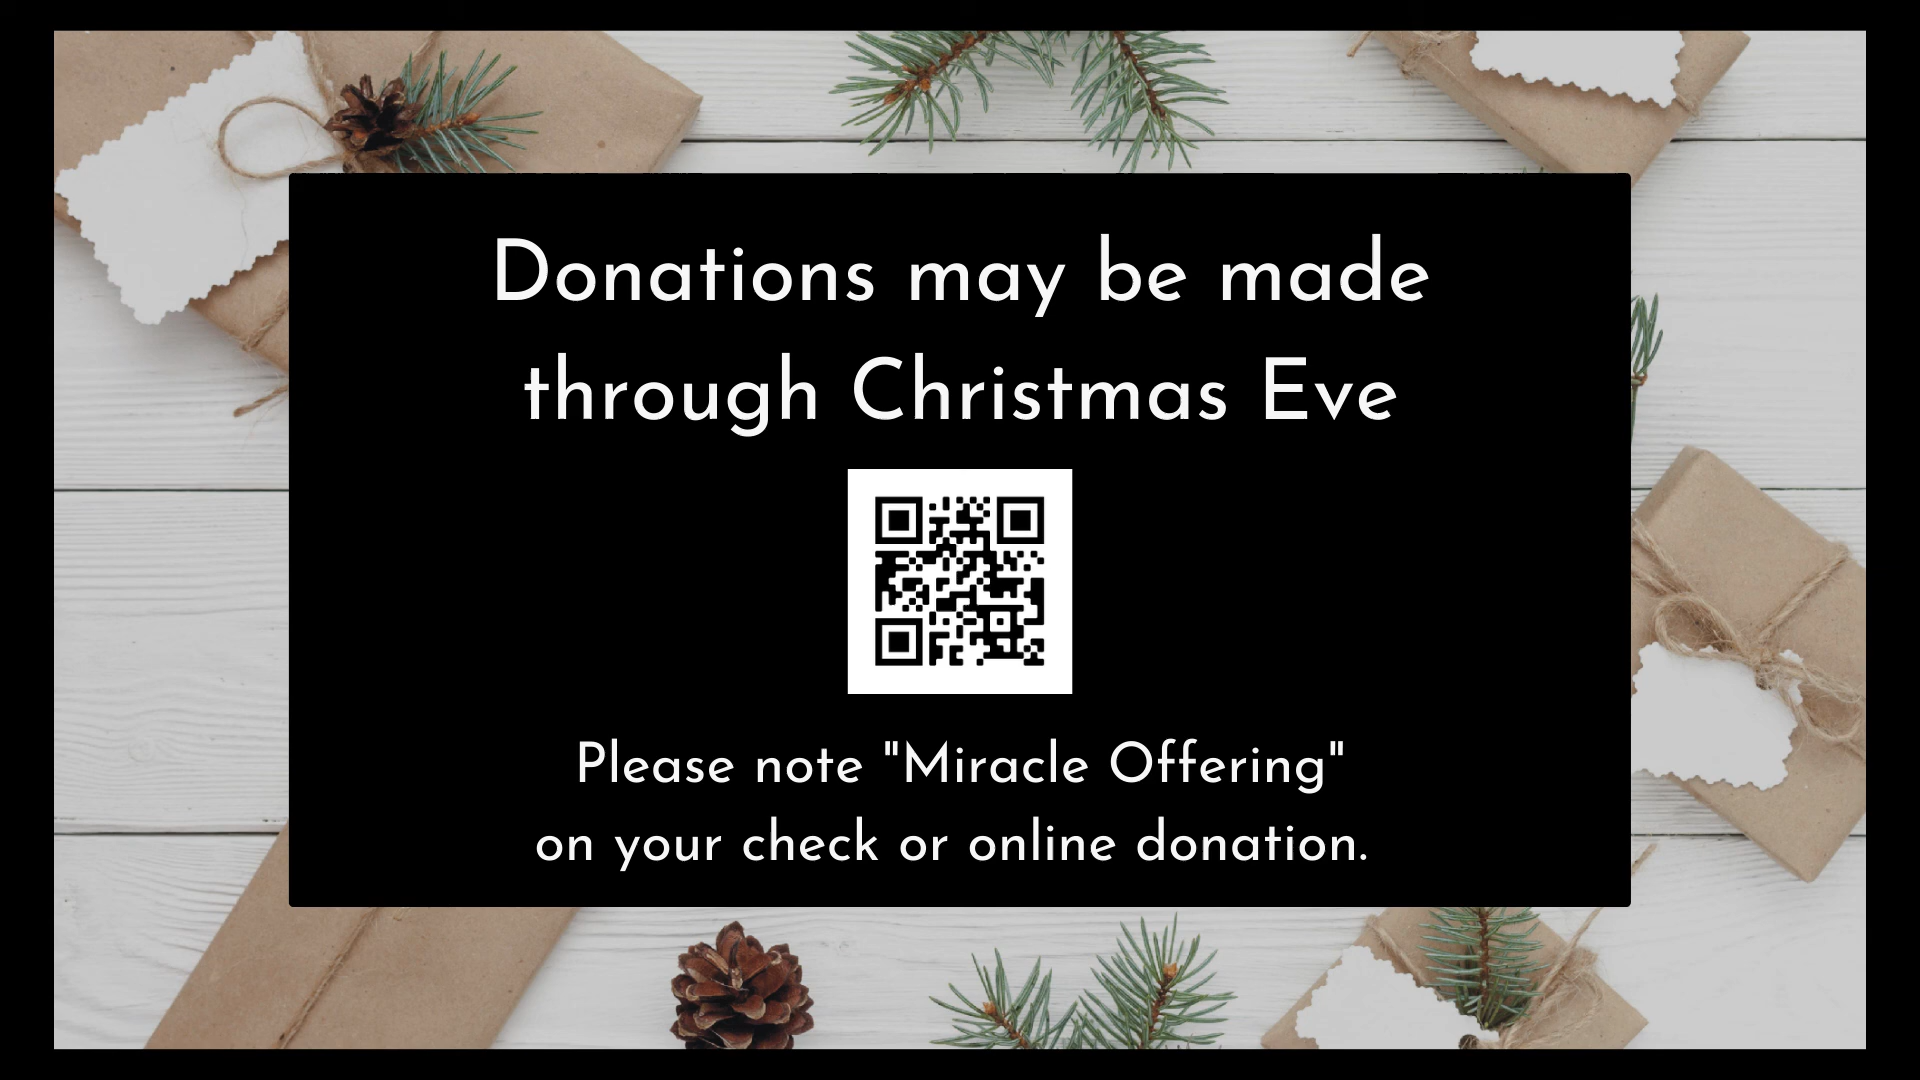 Donations may be made
through Christmas Eve
Please note "Miracle Offering"
on your check or online donation.